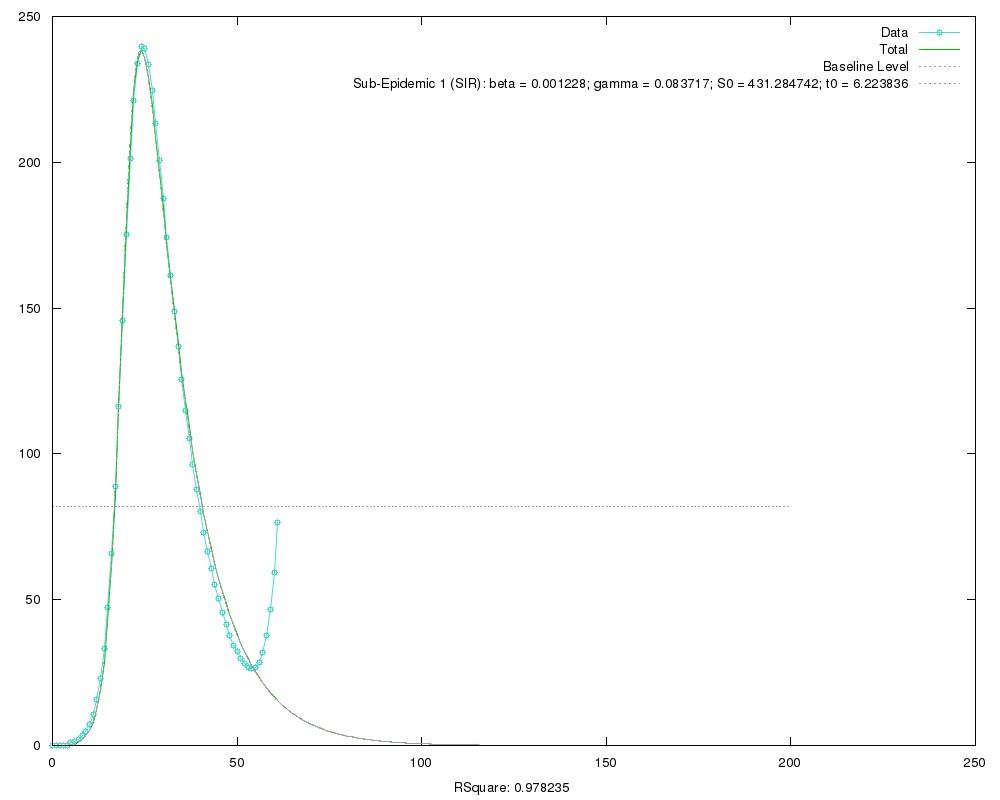 250
200
150
100
50
0
Data
Total
Baseline Level
Sub-Epidemic 1 (SIR): beta = 0.001228; gamma = 0.083717; S0 = 431.284742; t0 = 6.223836
0 50 100 150 200 250
RSquare: 0.978235